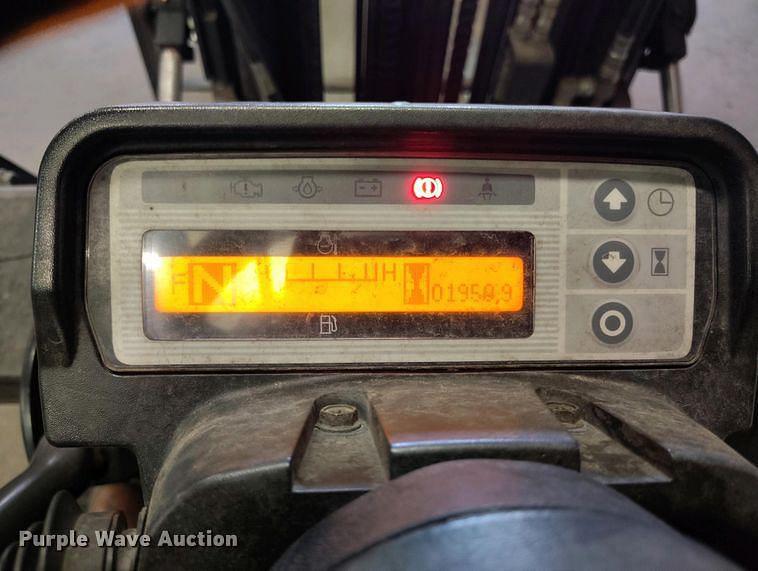 F N H 01950,9
Purple Wave Auction®